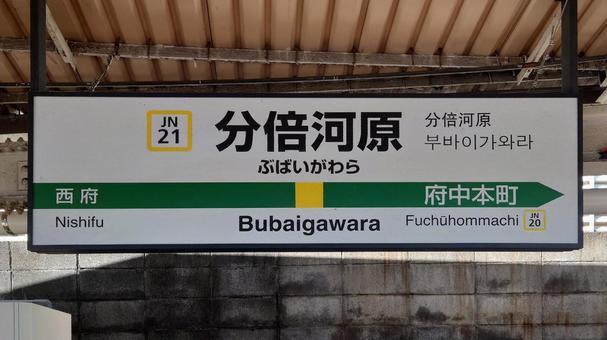 JN
21
分倍河原
ぶばいがわら
分倍河原
부바이가와라
西府
府中本町
Nishifu
Bubaigawara
Fuchūhommachi
JN
20